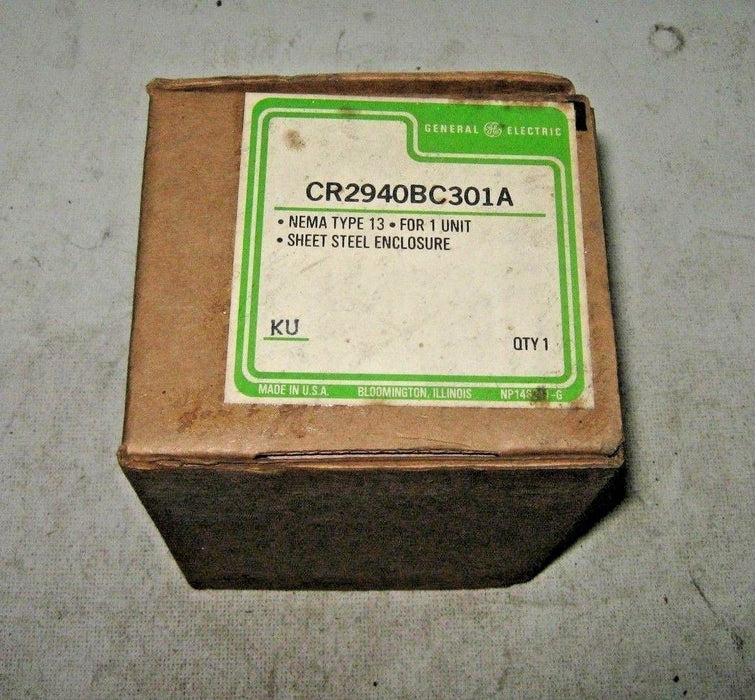 GENERAL GE ELECTRIC
CR2940BC301A
• NEMA TYPE 13 • FOR 1 UNIT
• SHEET STEEL ENCLOSURE
KU
QTY 1
MADE IN U.S.A. BLOOMINGTON, ILLINOIS